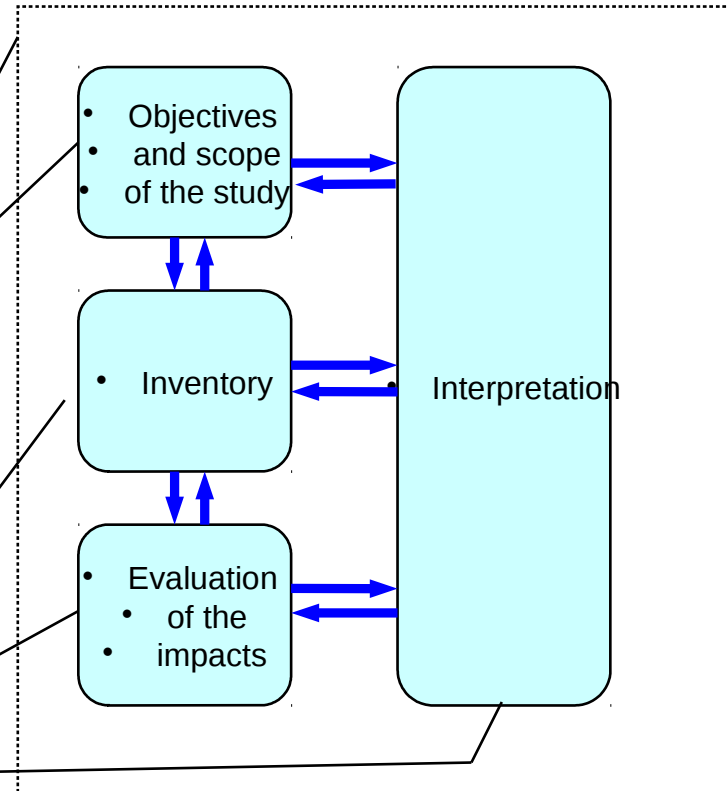 • Objectives
• and scope
• of the study
• Inventory
• Interpretation
• Evaluation
• of the
• impacts